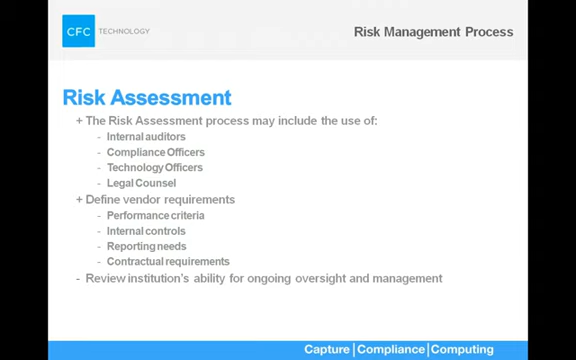 CFC TECHNOLOGY
Risk Management Process
Risk Assessment
+ The Risk Assessment process may include the use of:
- Internal auditors
- Compliance Officers
- Technology Officers
- Legal Counsel
+ Define vendor requirements
- Performance criteria
- Internal controls
- Reporting needs
- Contractual requirements
- Review institution's ability for ongoing oversight and management
Capture|Compliance|Computing